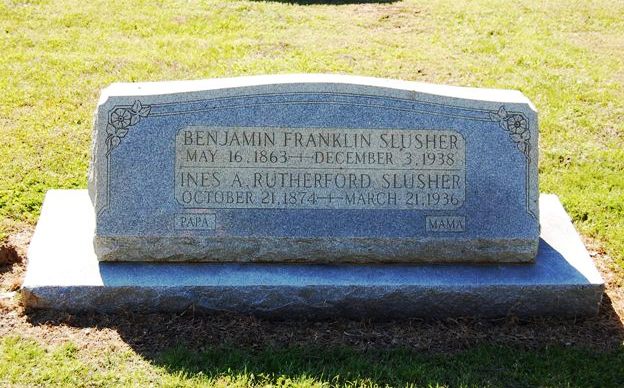 BENJAMIN FRANKLIN SLUSHER
MAY 16, 1863 — DECEMBER 3, 1938
INES A. RUTHERFORD SLUSHER
OCTOBER 21, 1874 — MARCH 21, 1936
PAPA MAMA